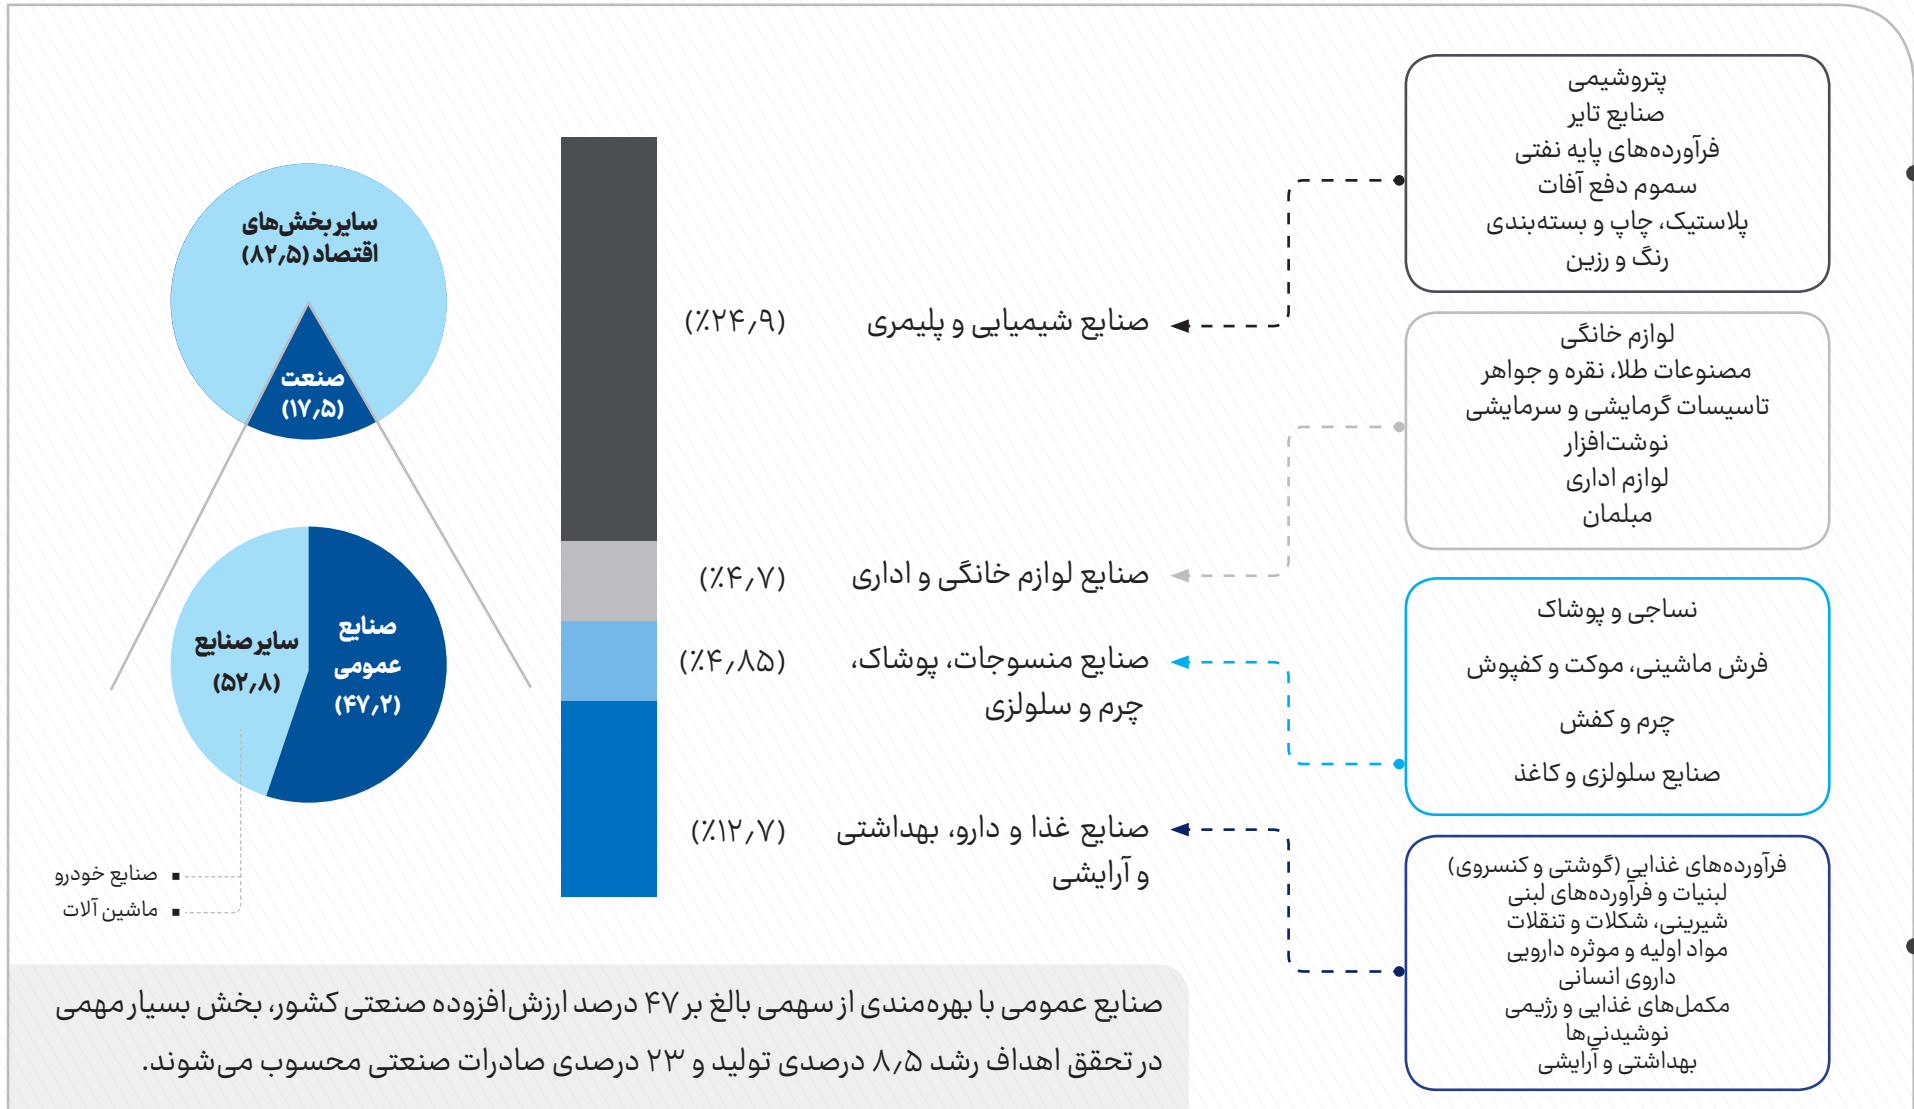 پتروشیمی
صنایع تایر
فرآورده‌های پایه نفتی
سموم دفع آفات
پلاستیک، چاپ و بسته‌بندی
رنگ و رزین
لوازم خانگی
مصنوعات طلا، نقره و جواهر
تاسیسات گرمایشی و سرمایشی
نوشت‌افزار
لوازم اداری
مبلمان
نساجی و پوشاک
فرش ماشینی، موکت و کفپوش
چرم و کفش
صنایع سلولزی و کاغذ
فرآورده‌های غذایی (گوشتی و کنسروی)
لبنیات و فرآورده‌های لبنی
شیرینی، شکلات و تنقلات
مواد اولیه و موثره دارویی
داروی انسانی
مکمل‌های غذایی و رژیمی
نوشیدنی‌ها
بهداشتی و آرایشی
صنایع شیمیایی و پلیمری (٪۲۴٫۹)
صنایع لوازم خانگی و اداری (٪۴٫۷)
صنایع منسوجات، پوشاک، (٪۴٫۸۵)
چرم و سلولزی
صنایع غذا و دارو، بهداشتی (٪۱۲٫۷)
و آرایشی
سایر بخش‌های
اقتصاد (۸۲٫۵)
صنعت
(۱۷٫۵)
صنایع
عمومی
(۴۷٫۲)
سایر صنایع
(۵۲٫۸)
▪ صنایع خودرو
▪ ماشین آلات
صنایع عمومی با بهره‌مندی از سهمی بالغ بر ۴۷ درصد ارزش‌افزوده صنعتی کشور، بخش بسیار مهمی
در تحقق اهداف رشد ۸٫۵ درصدی تولید و ۲۳ درصدی صادرات صنعتی محسوب می‌شوند.